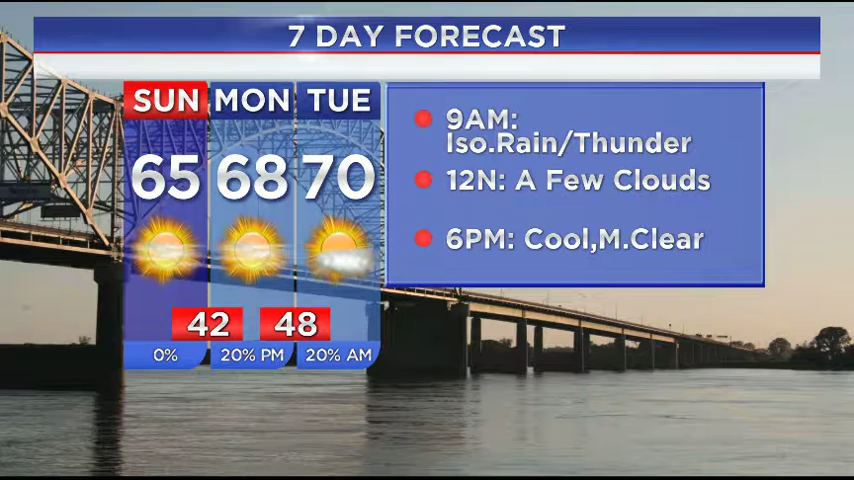 7 DAY FORECAST
SUN MON TUE
65 68 70
42 48
0% 20% PM 20% AM
9AM:
Iso.Rain/Thunder
12N: A Few Clouds
6PM: Cool,M.Clear